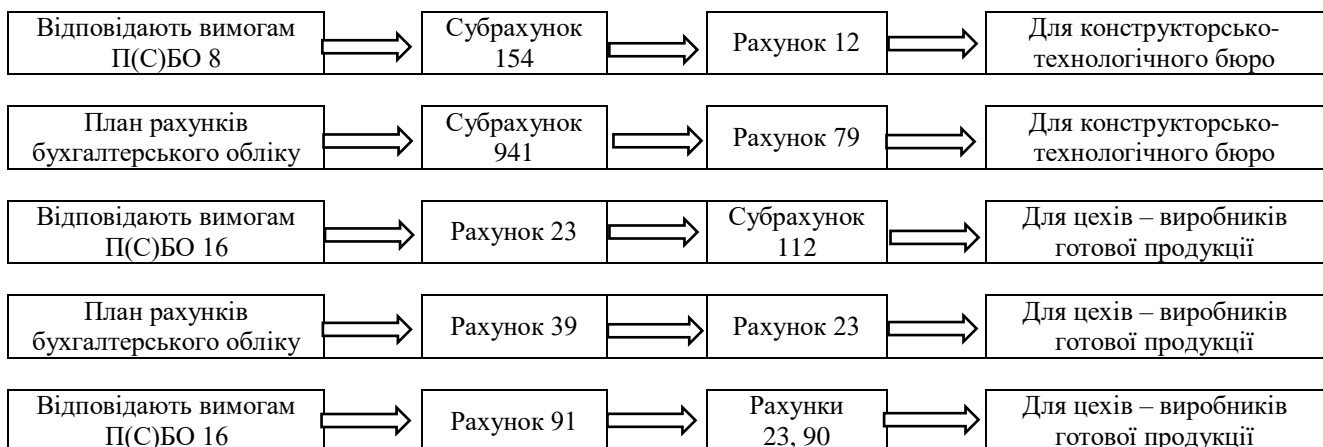 Відповідають вимогам
П(С)БО 8
Субрахунок
154
Рахунок 12
Для конструкторсько-
технологічного бюро
План рахунків
бухгалтерського обліку
Субрахунок
941
Рахунок 79
Для конструкторсько-
технологічного бюро
Відповідають вимогам
П(С)БО 16
Рахунок 23
Субрахунок
112
Для цехів – виробників
готової продукції
План рахунків
бухгалтерського обліку
Рахунок 39
Рахунок 23
Для цехів – виробників
готової продукції
Відповідають вимогам
П(С)БО 16
Рахунок 91
Рахунки
23, 90
Для цехів – виробників
готової продукції